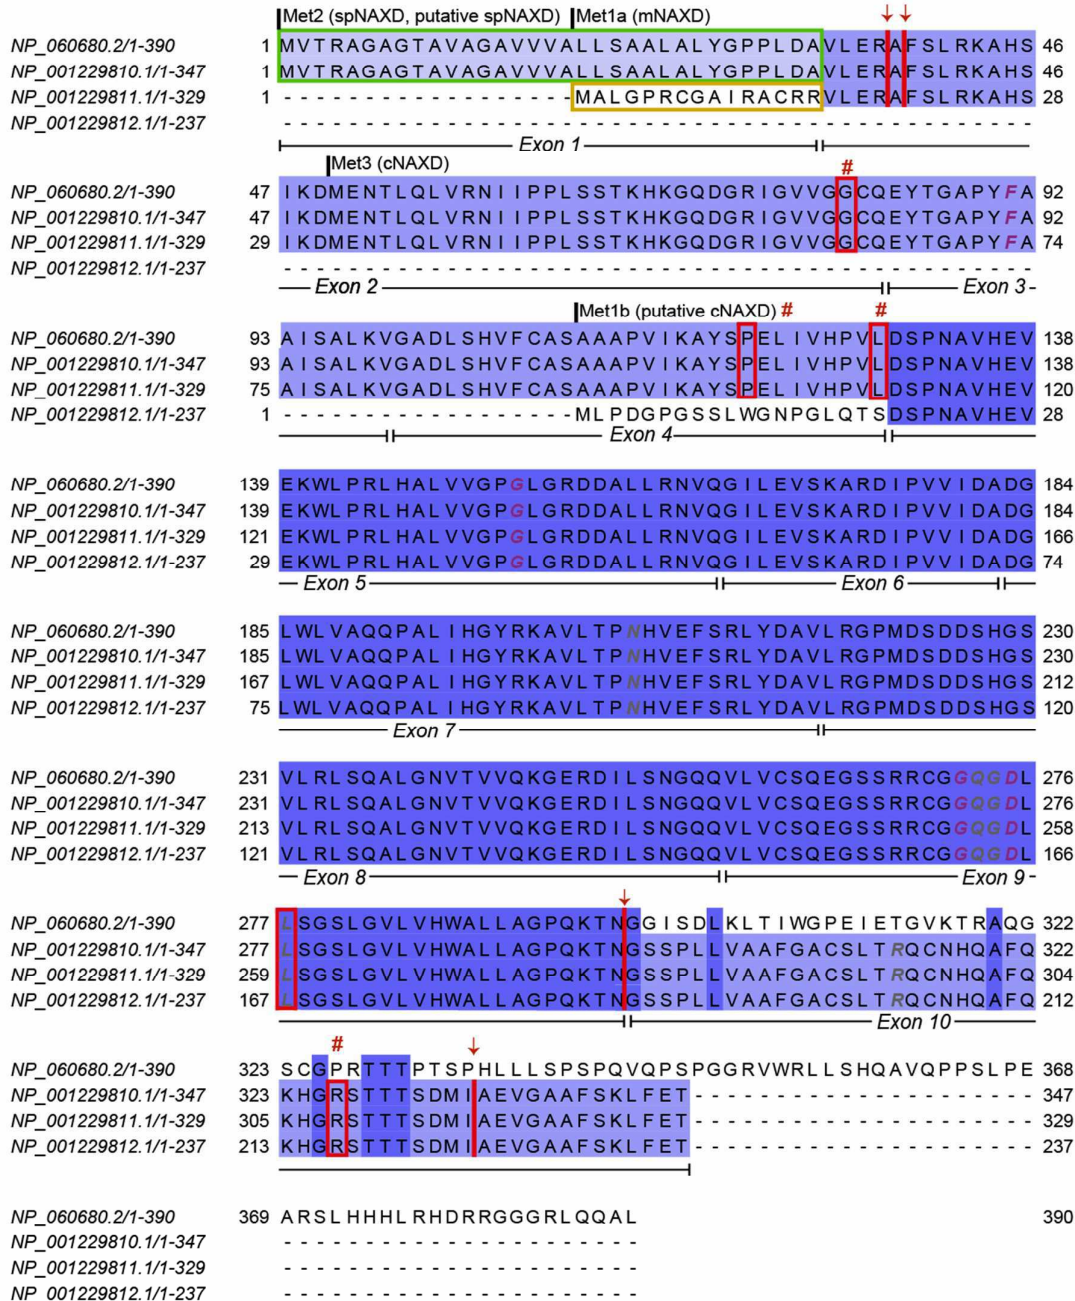 Met2 (spNAXD, putative spNAXD) Met1a (mNAXD) ↓ ↓
NP_060680.2/1-390 1 MVTRAGAGTAVAGAVVVALLSAALALYGPPLDAVLERAFSLRKAHS 46
NP_001229810.1/1-347 1 MVTRAGAGTAVAGAVVVALLSAALALYGPPLDAVLERAFSLRKAHS 46
NP_001229811.1/1-329 1 ------------------MALGPRCGAIRACRRVLERAFSLRKAHS 28
NP_001229812.1/1-237 ----------------------------------------------
Exon 1
Met3 (cNAXD) #
NP_060680.2/1-390 47 IKDMENTLQLVRNIIPPLSSTKHKGQDGRIGVVGGCQEYTGAPYFA 92
NP_001229810.1/1-347 47 IKDMENTLQLVRNIIPPLSSTKHKGQDGRIGVVGGCQEYTGAPYFA 92
NP_001229811.1/1-329 29 IKDMENTLQLVRNIIPPLSSTKHKGQDGRIGVVGGCQEYTGAPYFA 74
NP_001229812.1/1-237 ----------------------------------------------
Exon 2 Exon 3
Met1b (putative cNAXD) # #
NP_060680.2/1-390 93 AISALKVGADLSHVFCASAAAPVIKAYSPELIVHPVLDSPNAVHEV 138
NP_001229810.1/1-347 93 AISALKVGADLSHVFCASAAAPVIKAYSPELIVHPVLDSPNAVHEV 138
NP_001229811.1/1-329 75 AISALKVGADLSHVFCASAAAPVIKAYSPELIVHPVLDSPNAVHEV 120
NP_001229812.1/1-237 1 ------------------MLPDGPGSSLWGNPGLQTSDSPNAVHEV 28
Exon 4
NP_060680.2/1-390 139 EKWLPRLHALVVGPGLGRDDALLRNVQGILEVSKARDIPVVIDADG 184
NP_001229810.1/1-347 139 EKWLPRLHALVVGPGLGRDDALLRNVQGILEVSKARDIPVVIDADG 184
NP_001229811.1/1-329 121 EKWLPRLHALVVGPGLGRDDALLRNVQGILEVSKARDIPVVIDADG 166
NP_001229812.1/1-237 29 EKWLPRLHALVVGPGLGRDDALLRNVQGILEVSKARDIPVVIDADG 74
Exon 5 Exon 6
NP_060680.2/1-390 185 LWLVAQQPALIHGYRKAVLTPNHVEFSRLYDAVLRGPMDSDDSHGS 230
NP_001229810.1/1-347 185 LWLVAQQPALIHGYRKAVLTPNHVEFSRLYDAVLRGPMDSDDSHGS 230
NP_001229811.1/1-329 167 LWLVAQQPALIHGYRKAVLTPNHVEFSRLYDAVLRGPMDSDDSHGS 212
NP_001229812.1/1-237 75 LWLVAQQPALIHGYRKAVLTPNHVEFSRLYDAVLRGPMDSDDSHGS 120
Exon 7
NP_060680.2/1-390 231 VLRLSQALGNVTVVQKGERDILSNGQQVLVCSQEGSSRRCGGQGDL 276
NP_001229810.1/1-347 231 VLRLSQALGNVTVVQKGERDILSNGQQVLVCSQEGSSRRCGGQGDL 276
NP_001229811.1/1-329 213 VLRLSQALGNVTVVQKGERDILSNGQQVLVCSQEGSSRRCGGQGDL 258
NP_001229812.1/1-237 121 VLRLSQALGNVTVVQKGERDILSNGQQVLVCSQEGSSRRCGGQGDL 166
Exon 8 Exon 9
↓
NP_060680.2/1-390 277 LSGSLGVLVHWALLAGPQKTNGGISDLKLTIWGPEIETGVKTRAQG 322
NP_001229810.1/1-347 277 LSGSLGVLVHWALLAGPQKTNGSSPLLVAAFGACSLTRQCNHQAFQ 322
NP_001229811.1/1-329 259 LSGSLGVLVHWALLAGPQKTNGSSPLLVAAFGACSLTRQCNHQAFQ 304
NP_001229812.1/1-237 167 LSGSLGVLVHWALLAGPQKTNGSSPLLVAAFGACSLTRQCNHQAFQ 212
Exon 10
# ↓
NP_060680.2/1-390 323 SCGPRTTTPTSPHLLLSPSPQVQPSPGGRVWRLLSHQAVQPPSLPE 368
NP_001229810.1/1-347 323 KHGRSTTTSDMIAEVGAAFSKLFET--------------------- 347
NP_001229811.1/1-329 305 KHGRSTTTSDMIAEVGAAFSKLFET--------------------- 329
NP_001229812.1/1-237 213 KHGRSTTTSDMIAEVGAAFSKLFET--------------------- 237
NP_060680.2/1-390 369 ARSLHHHLRHDRRGGGRLQQAL 390
NP_001229810.1/1-347 ----------------------
NP_001229811.1/1-329 ----------------------
NP_001229812.1/1-237 ----------------------